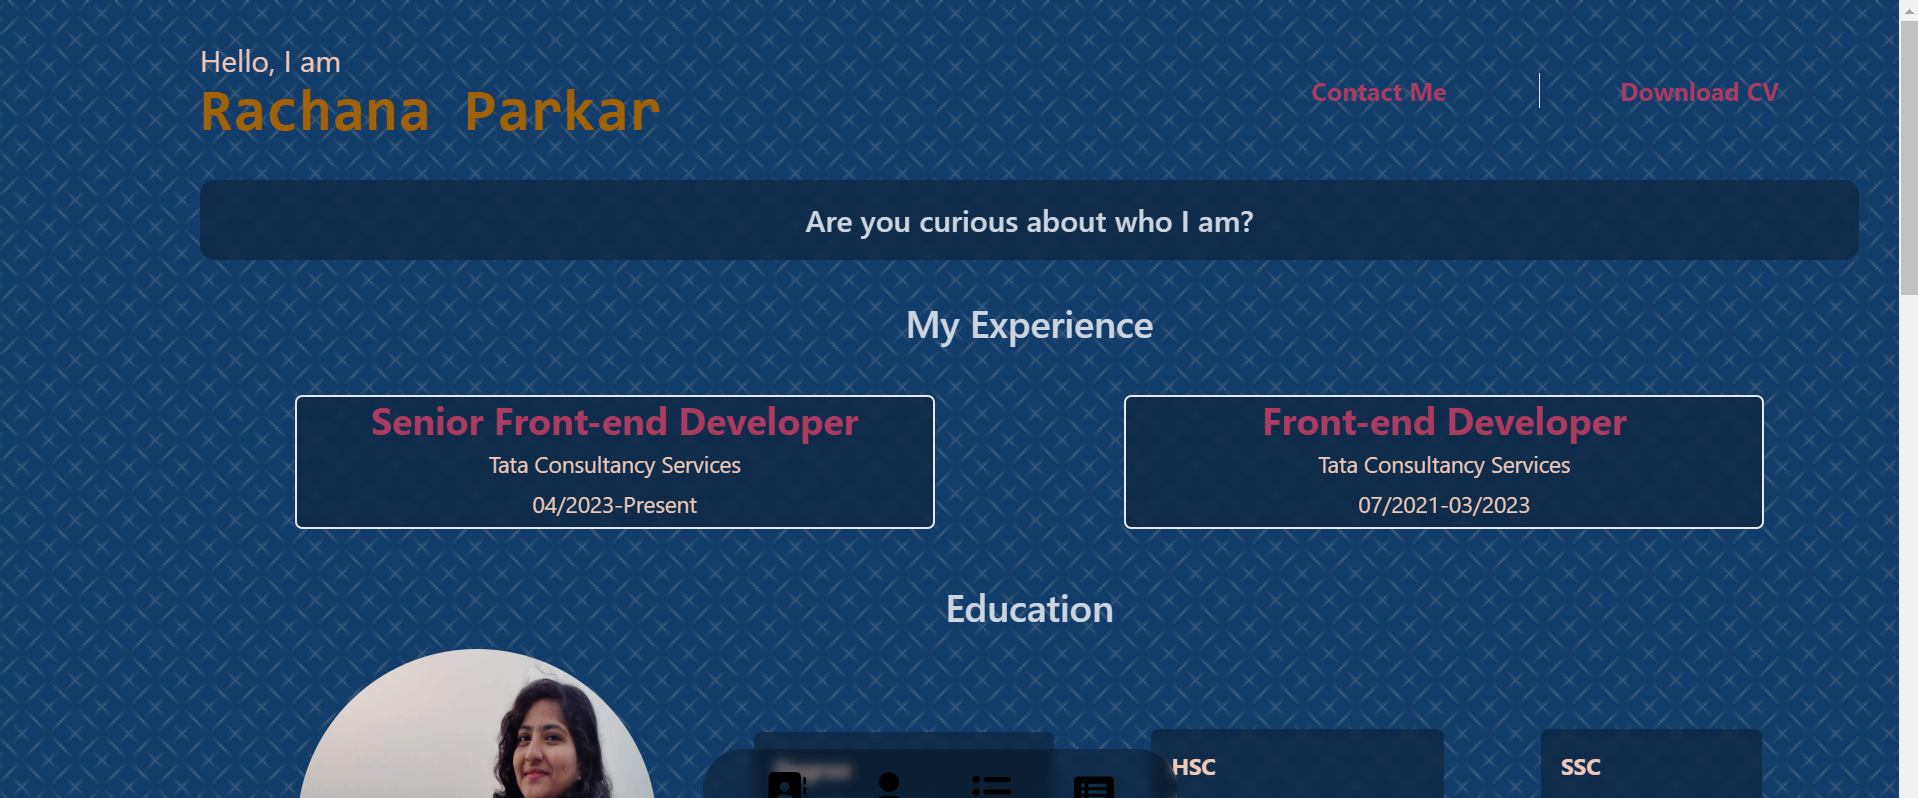 Hello, I am
Rachana Parkar
Contact Me
Download CV
Are you curious about who I am?
My Experience
Senior Front-end Developer
Tata Consultancy Services
04/2023-Present
Front-end Developer
Tata Consultancy Services
07/2021-03/2023
Education
HSC
SSC